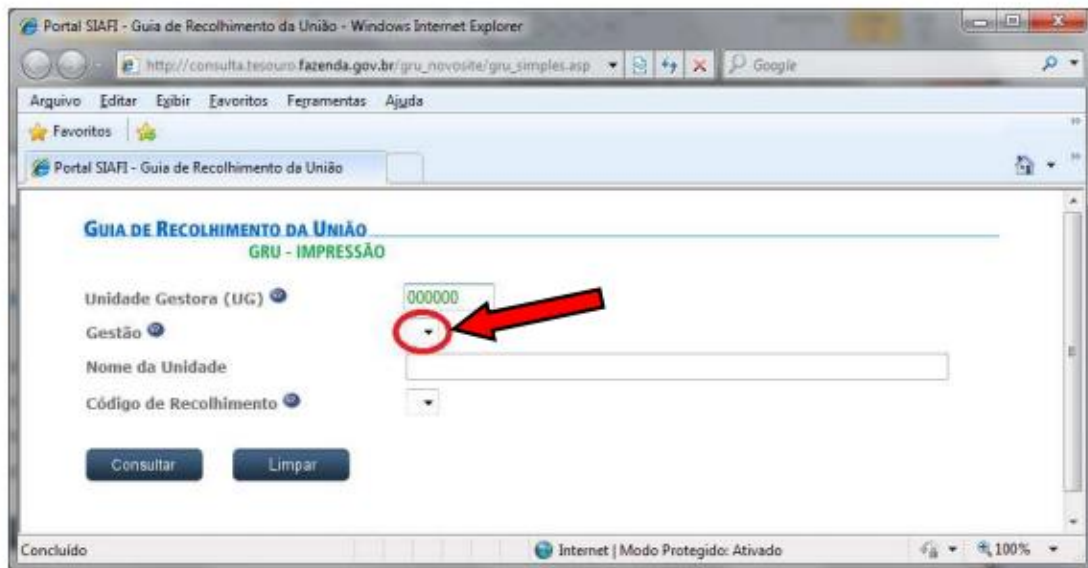 Portal SIAFI - Guia de Recolhimento da União - Windows Internet Explorer
http://consulta.tesouro.fazenda.gov.br/gru_novosite/gru_simples.asp
Google
Arquivo Editar Exibir Favoritos Ferramentas Ajuda
Favoritos
Portal SIAFI - Guia de Recolhimento da União
GUIA DE RECOLHIMENTO DA UNIÃO
GRU - IMPRESSÃO
Unidade Gestora (UG) 000000
Gestão
Nome da Unidade
Código de Recolhimento
Consultar Limpar
Concluído Internet | Modo Protegido: Ativado 100%